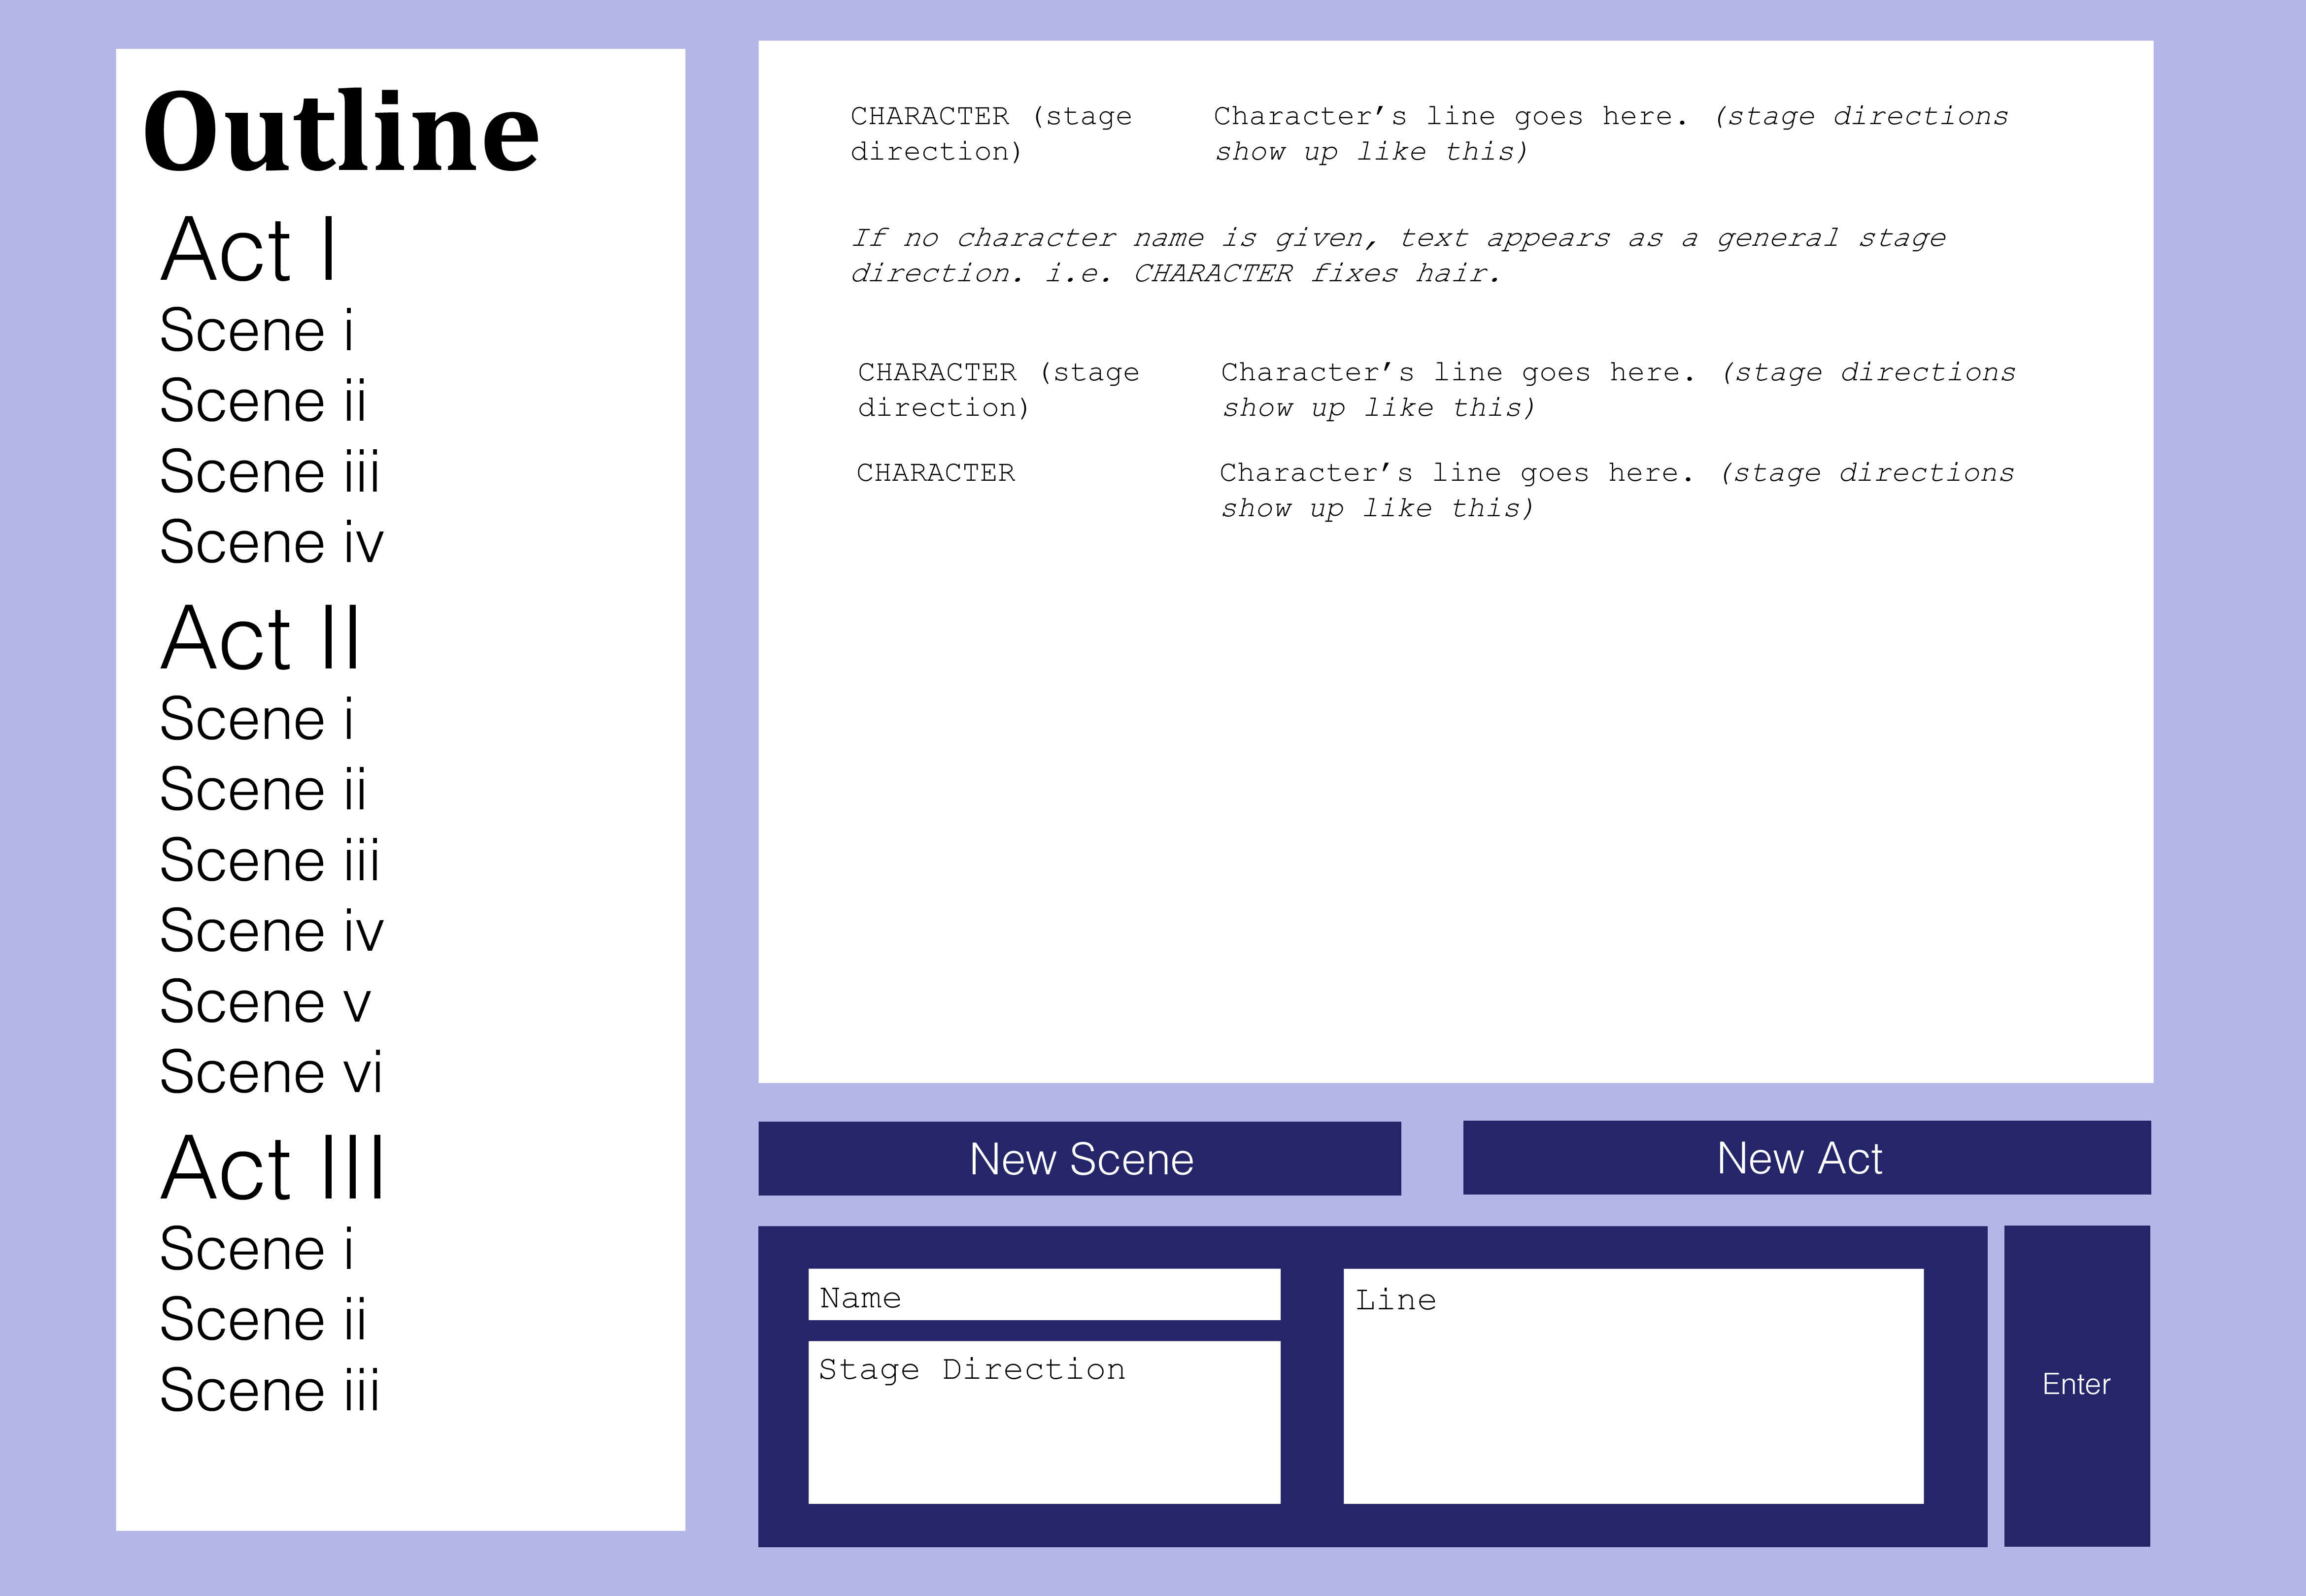 Outline
Act I
Scene i
Scene ii
Scene iii
Scene iv
Act II
Scene i
Scene ii
Scene iii
Scene iv
Scene v
Scene vi
Act III
Scene i
Scene ii
Scene iii
CHARACTER (stage
direction)
Character’s line goes here. (stage directions
show up like this)
If no character name is given, text appears as a general stage
direction. i.e. CHARACTER fixes hair.
CHARACTER (stage
direction)
Character’s line goes here. (stage directions
show up like this)
CHARACTER
Character’s line goes here. (stage directions
show up like this)
New Scene
New Act
Name
Stage Direction
Line
Enter